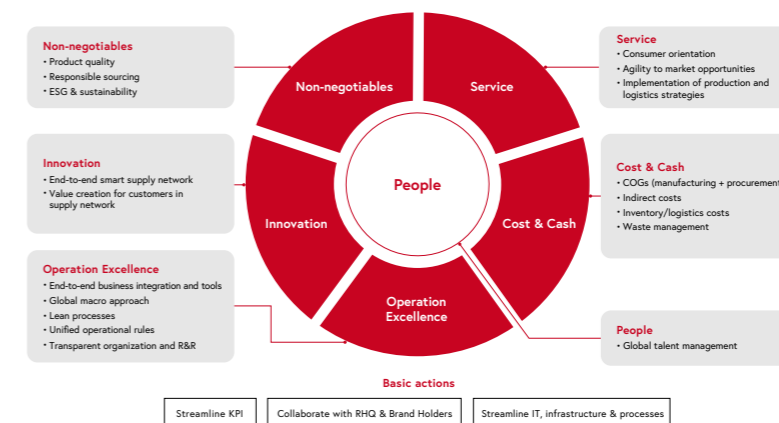 Non-negotiables
• Product quality
• Responsible sourcing
• ESG & sustainability
Innovation
• End-to-end smart supply network
• Value creation for customers in
supply network
Operation Excellence
• End-to-end business integration and tools
• Global macro approach
• Lean processes
• Unified operational rules
• Transparent organization and R&R
Non-negotiables
Service
Innovation
People
Cost & Cash
Operation
Excellence
Service
• Consumer orientation
• Agility to market opportunities
• Implementation of production and
logistics strategies
Cost & Cash
• COGs (manufacturing + procurement
• Indirect costs
• Inventory/logistics costs
• Waste management
People
• Global talent management
Basic actions
Streamline KPI
Collaborate with RHQ & Brand Holders
Streamline IT, infrastructure & processes